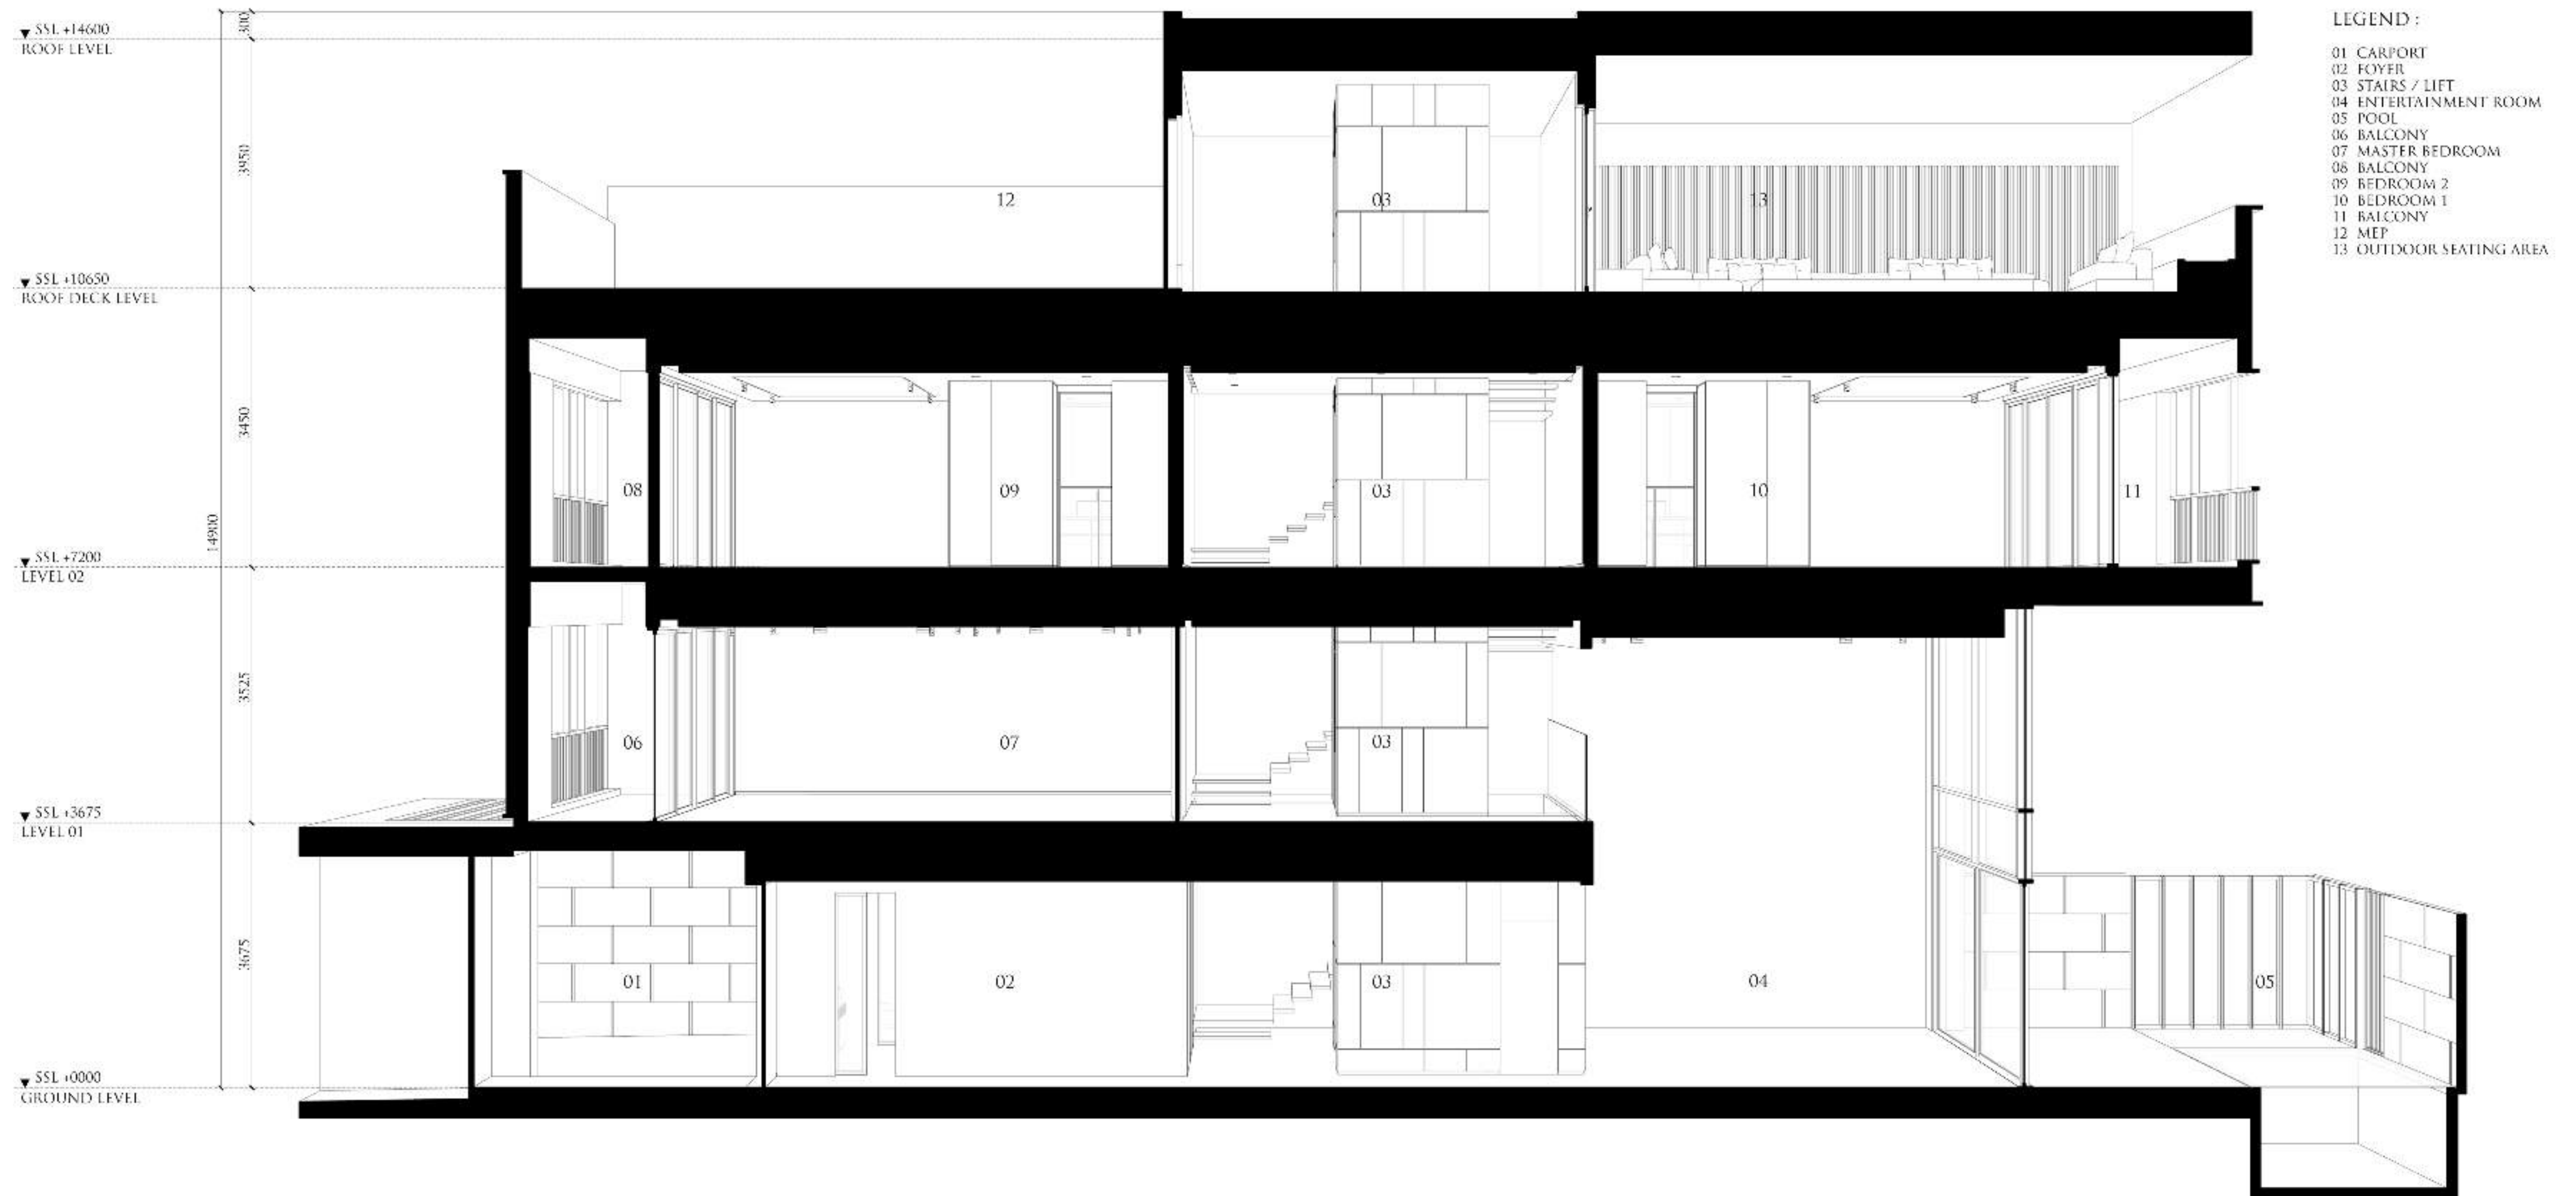 SSL +14600
ROOF LEVEL
SSL +10650
ROOF DECK LEVEL
SSL +7200
LEVEL 02
SSL +3675
LEVEL 01
SSL +0000
GROUND LEVEL
300
3950
3450
3525
3675
14900
12
03
13
08
09
03
10
11
06
07
03
01
02
03
04
05
LEGEND :
01 CARPORT
02 FOYER
03 STAIRS / LIFT
04 ENTERTAINMENT ROOM
05 POOL
06 BALCONY
07 MASTER BEDROOM
08 BALCONY
09 BEDROOM 2
10 BEDROOM 1
11 BALCONY
12 MEP
13 OUTDOOR SEATING AREA